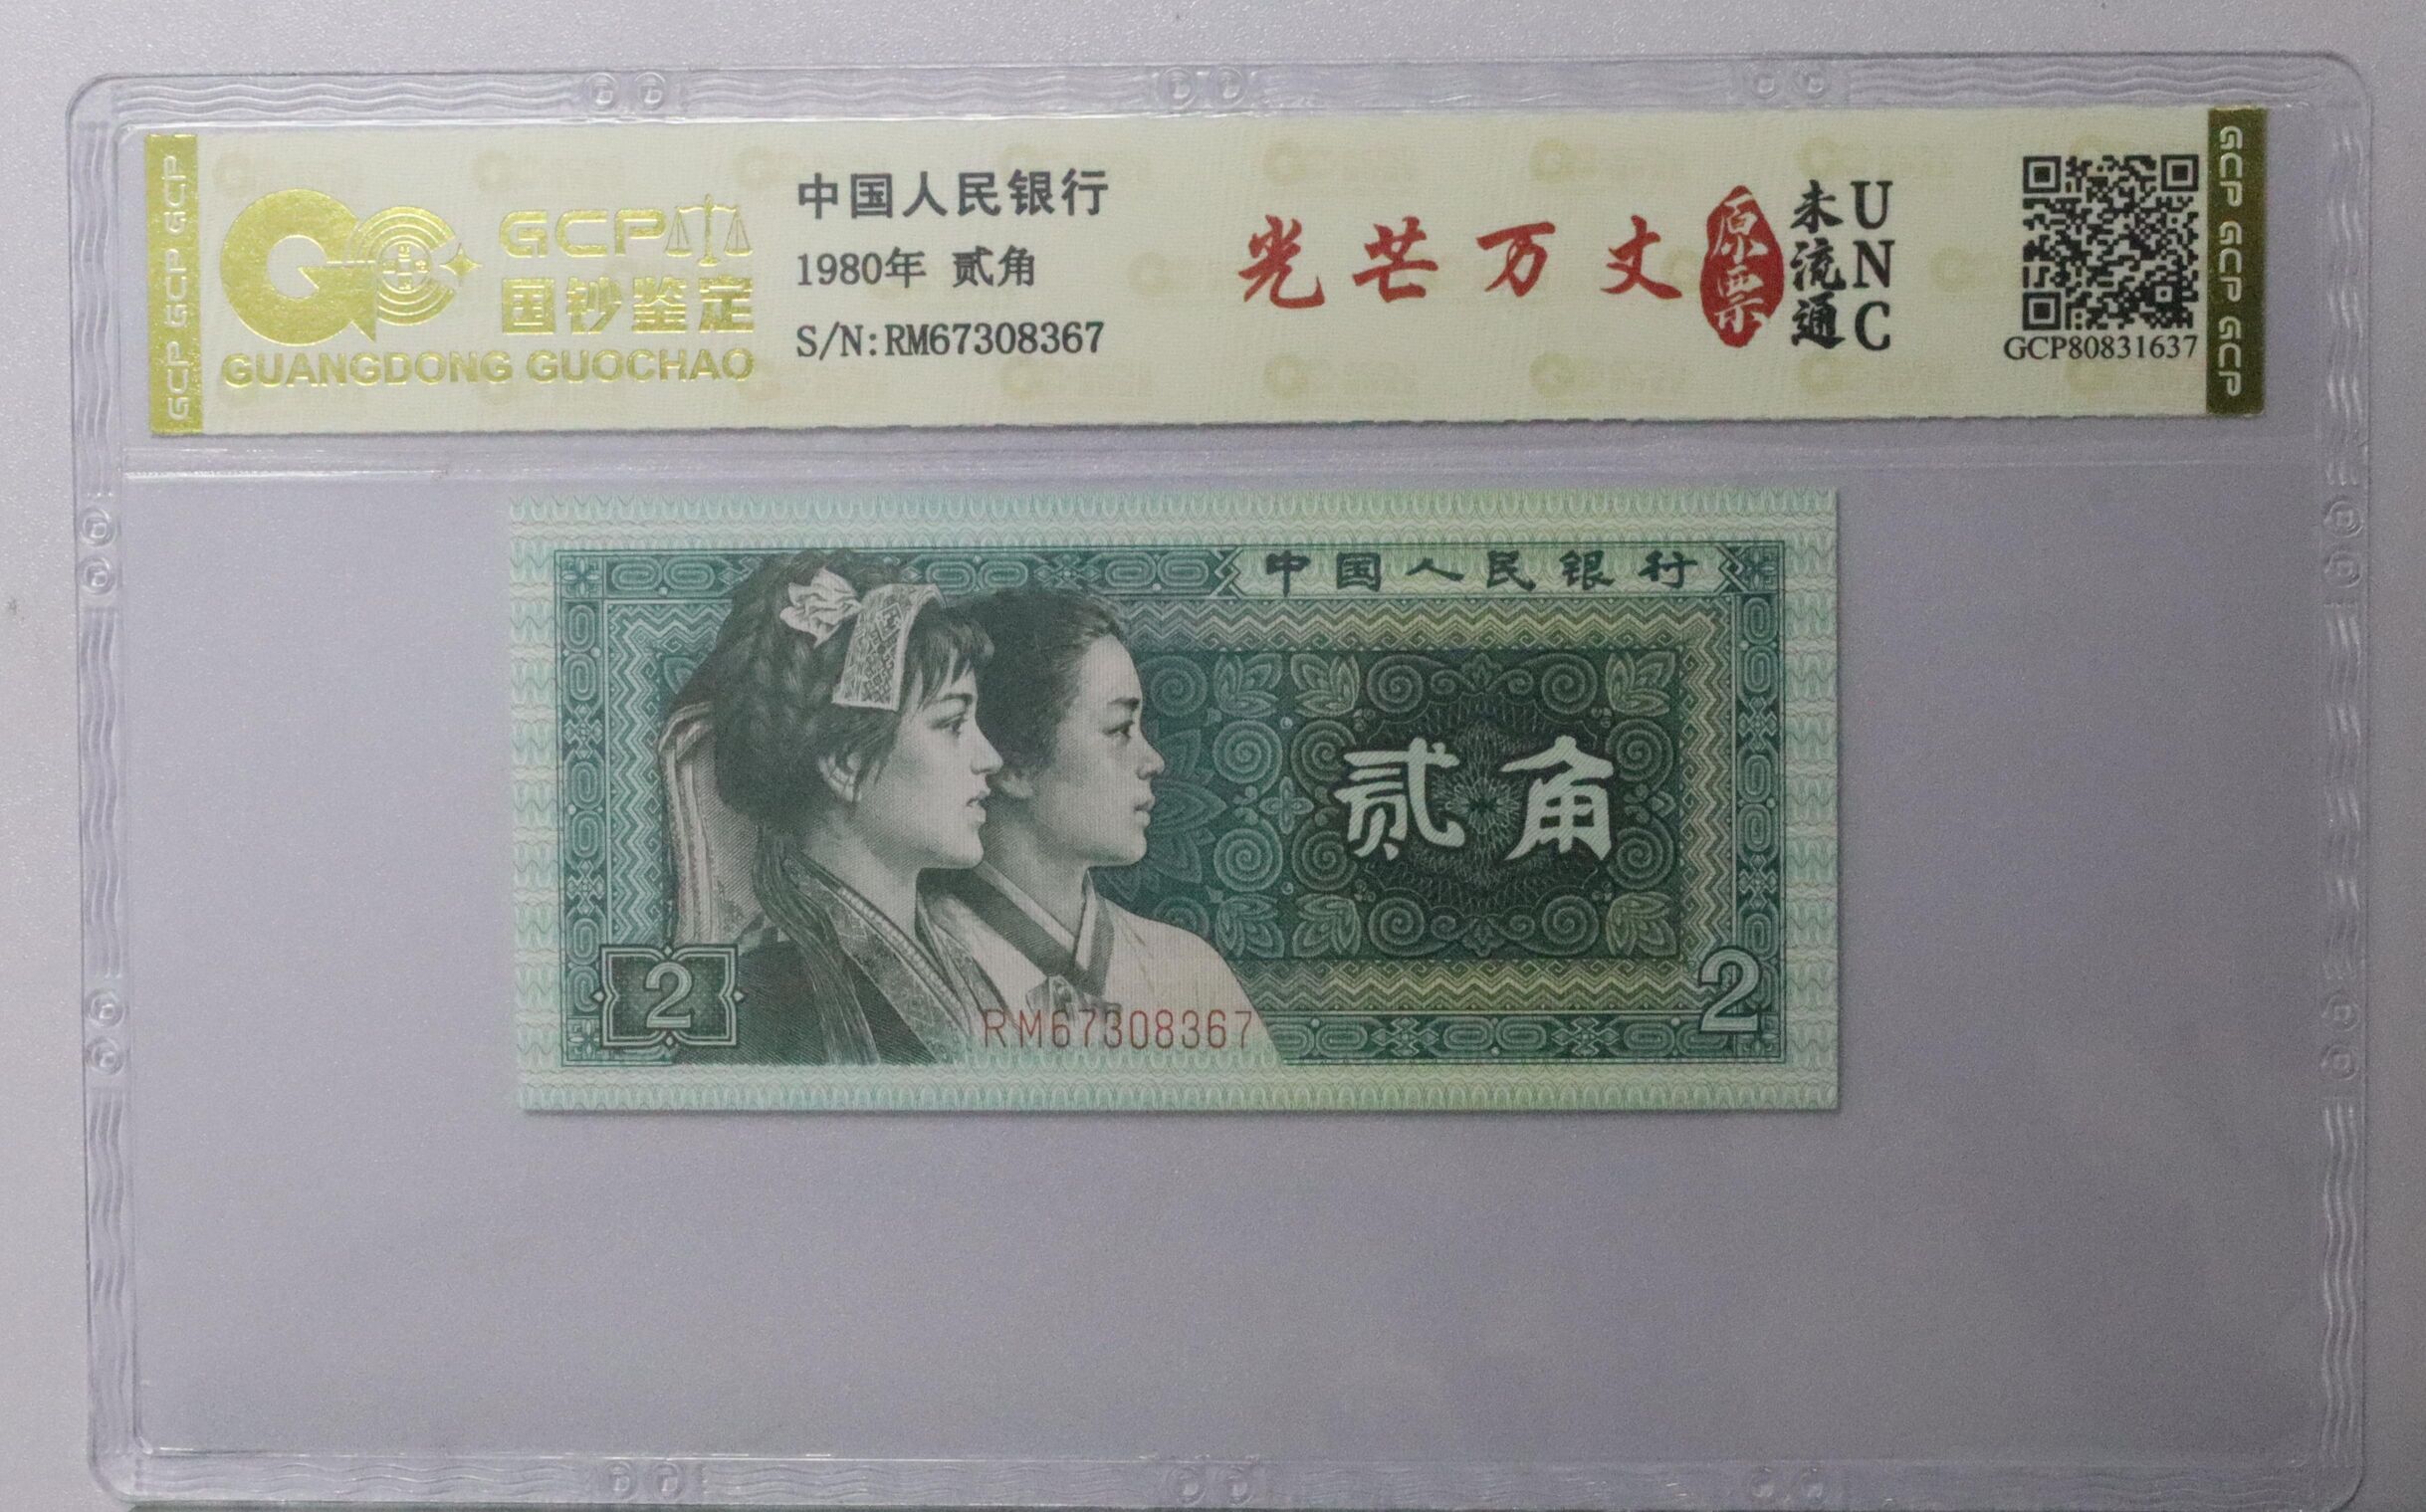 GCP GCP GCP
GCP
国钞鉴定
GUANGDONG GUOCHAO
中国人民银行
1980年 贰角
S/N:RM67308367
光芒万丈
原票
未流通
UNC
GCP80831637
GCP GCP GCP
中国人民银行
贰角
2
2
RM67308367